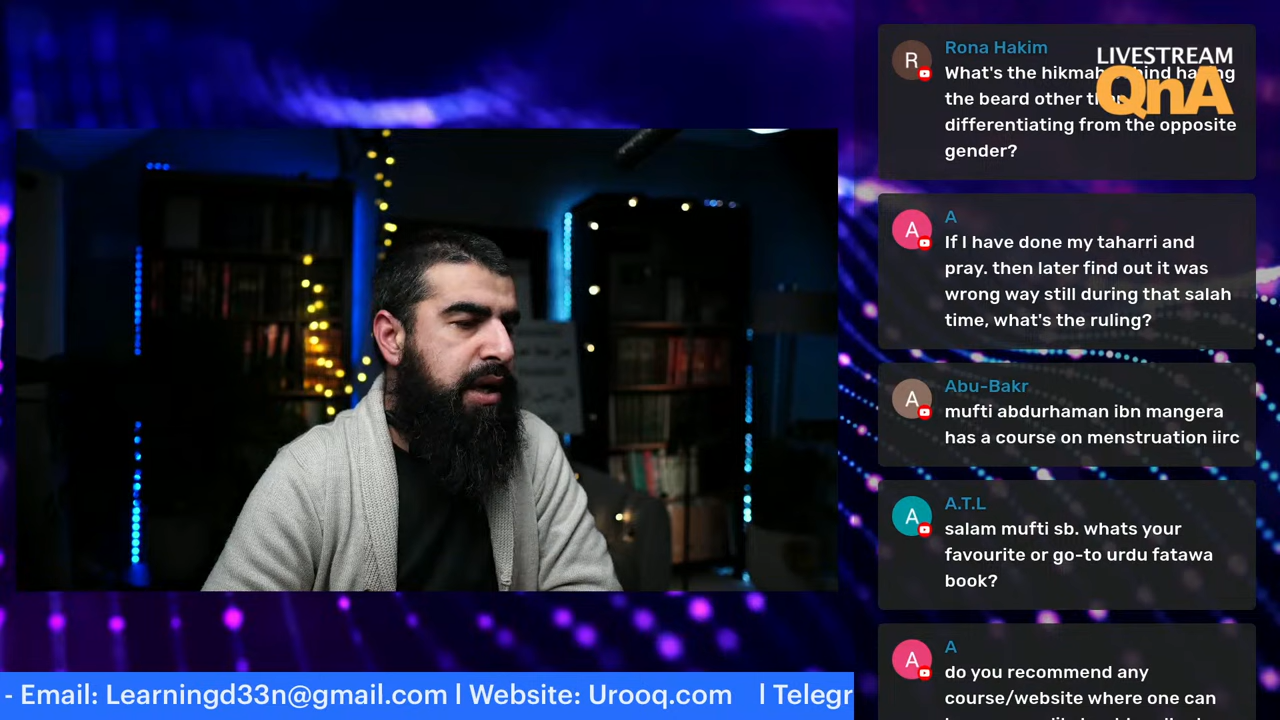 Rona Hakim
LIVESTREAM
QnA
What's the
the beard other
differentiating from the opposite
gender?
A
If I have done my taharri and
pray. then later find out it was
wrong way still during that salah
time, what's the ruling?
Abu-Bakr
mufti abdurhaman ibn mangera
has a course on menstruation iirc
A.T.L
salam mufti sb. whats your
favourite or go-to urdu fatawa
book?
A
do you recommend any
course/website where one can
- Email: Learningd33n@gmail.com | Website: Urooq.com | Telegr